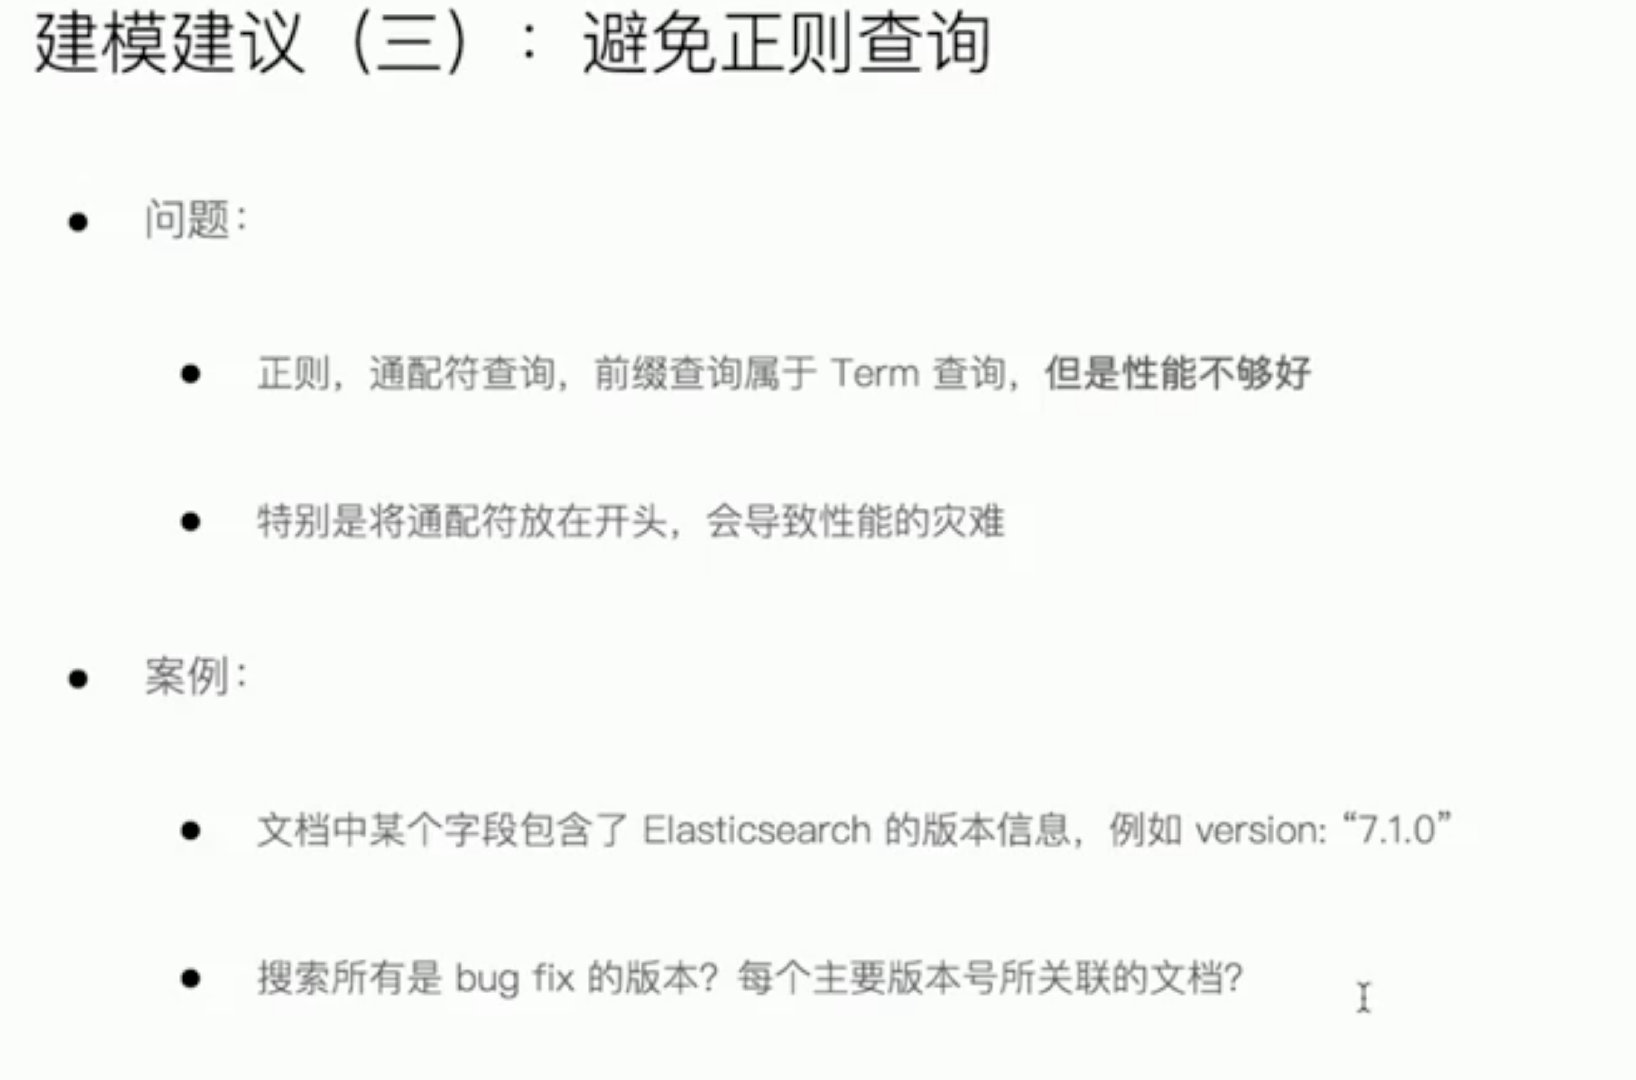 建模建议（三）：避免正则查询
● 问题：
● 正则，通配符查询，前缀查询属于 Term 查询，但是性能不够好
● 特别是将通配符放在开头，会导致性能的灾难
● 案例：
● 文档中某个字段包含了 Elasticsearch 的版本信息，例如 version: “7.1.0”
● 搜索所有是 bug fix 的版本？每个主要版本号所关联的文档？